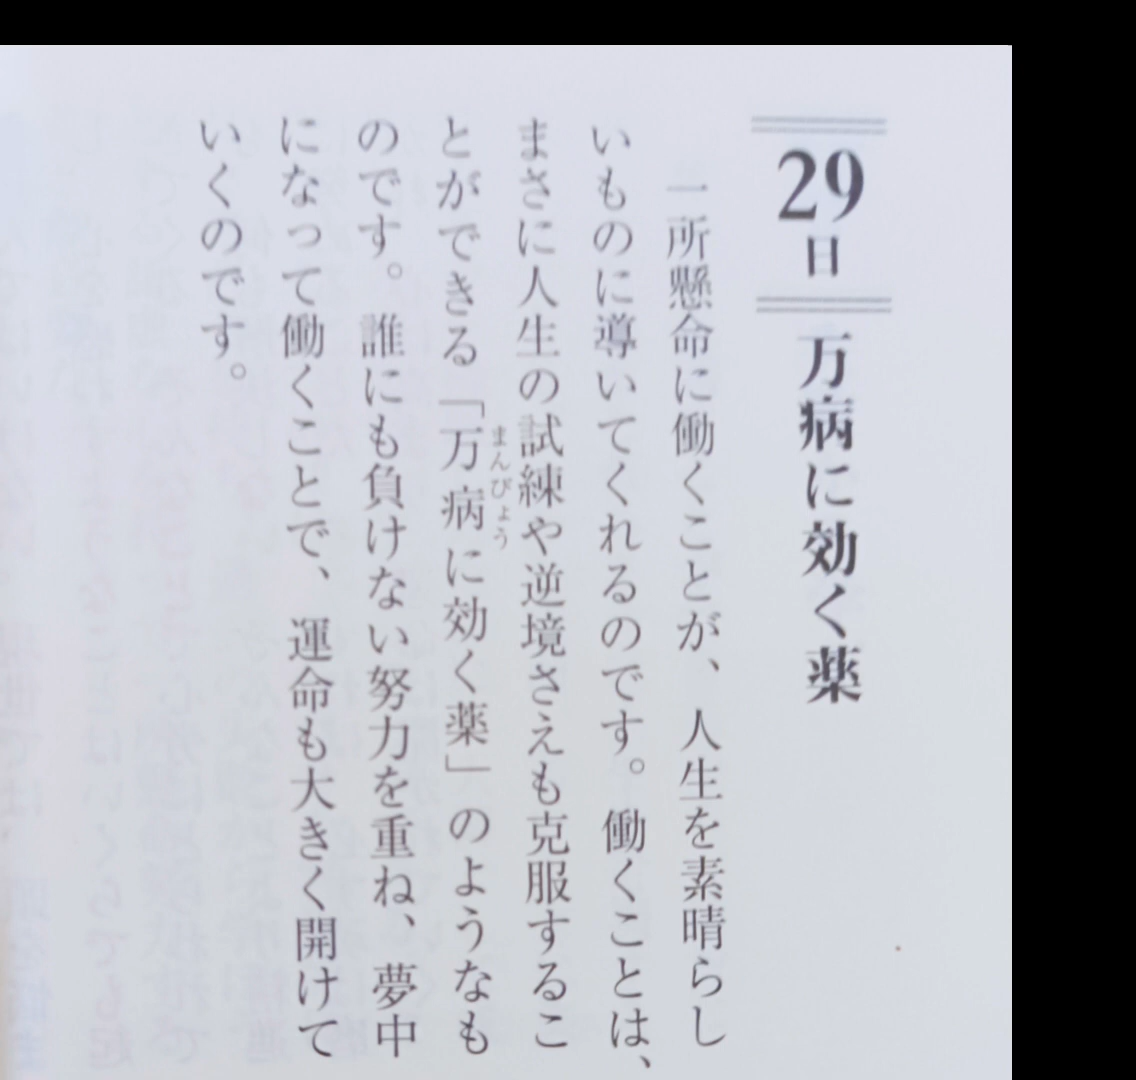 29日 万病に効く薬
一所懸命に働くことが、人生を素晴らし
いものに導いてくれるのです。働くことは、
まさに人生の試練や逆境さえも克服するこ
とができる「万病に効く薬」のようなも
まんびょう
のです。誰にも負けない努力を重ね、夢中
になって働くことで、運命も大きく開けて
いくのです。